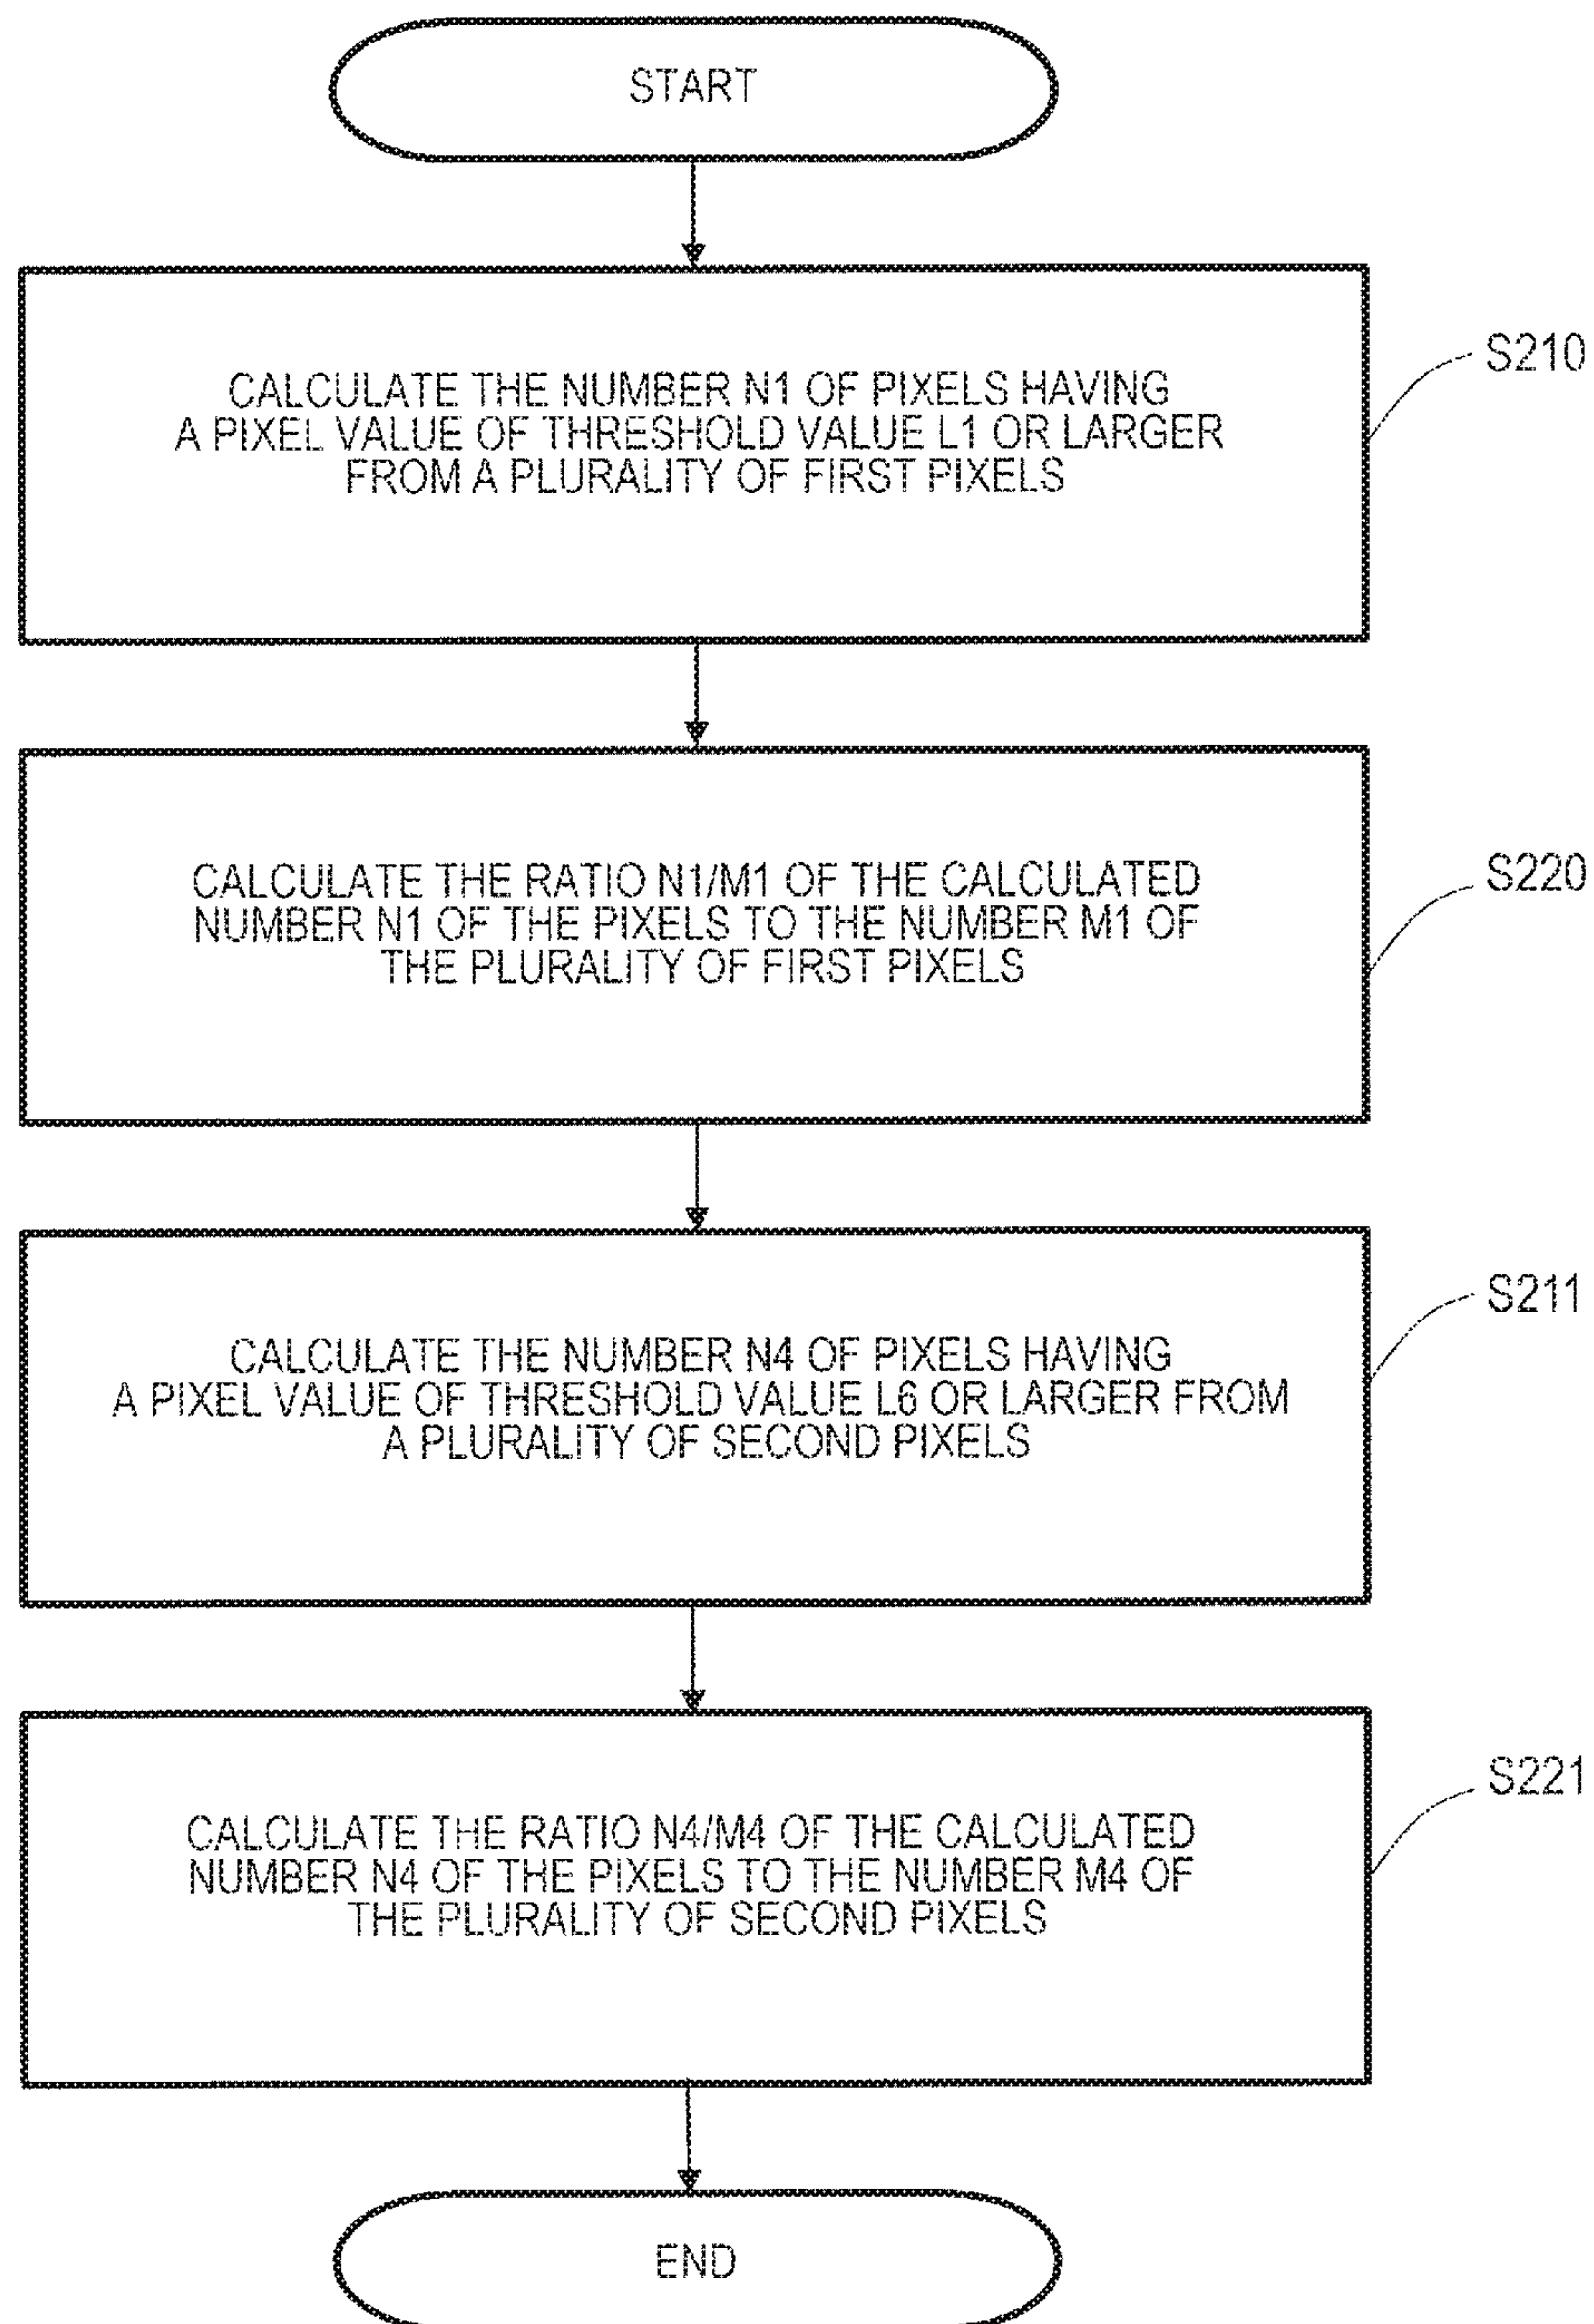 START
CALCULATE THE NUMBER N1 OF PIXELS HAVING
A PIXEL VALUE OF THRESHOLD VALUE L1 OR LARGER
FROM A PLURALITY OF FIRST PIXELS
S210
CALCULATE THE RATIO N1/M1 OF THE CALCULATED
NUMBER N1 OF THE PIXELS TO THE NUMBER M1 OF
THE PLURALITY OF FIRST PIXELS
S220
CALCULATE THE NUMBER N4 OF PIXELS HAVING
A PIXEL VALUE OF THRESHOLD VALUE L6 OR LARGER FROM
A PLURALITY OF SECOND PIXELS
S211
CALCULATE THE RATIO N4/M4 OF THE CALCULATED
NUMBER N4 OF THE PIXELS TO THE NUMBER M4 OF
THE PLURALITY OF SECOND PIXELS
S221
END